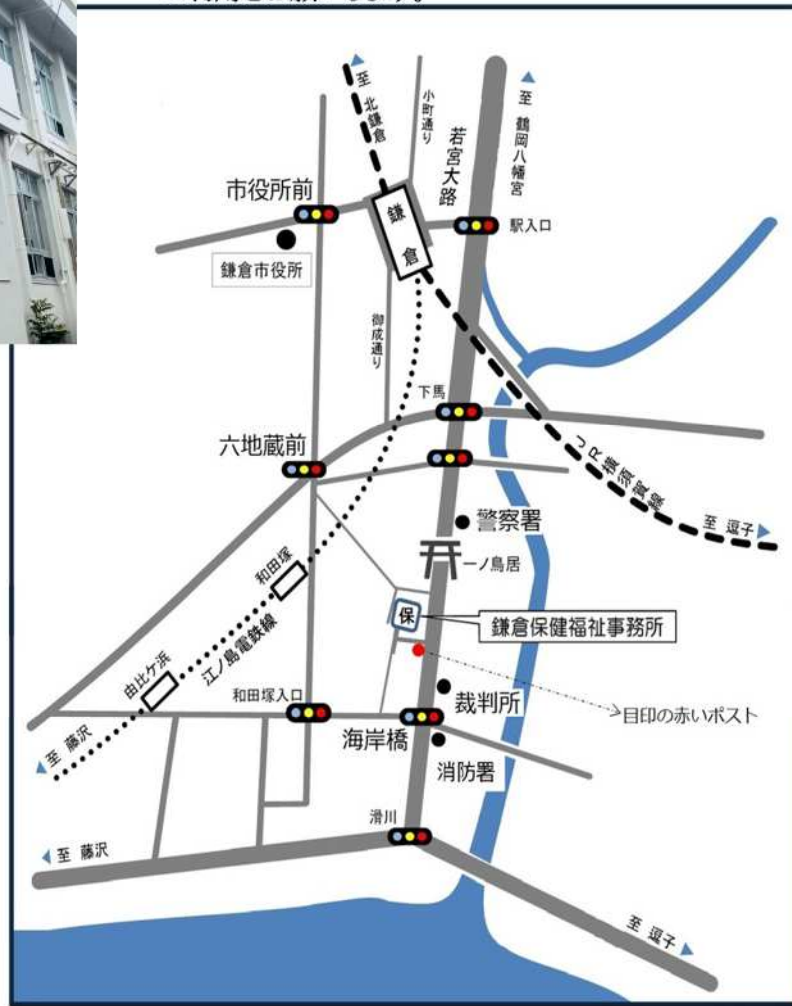 至 北鎌倉
小町通り
若宮大路
至 鶴岡八幡宮
市役所前
鎌倉
駅入口
鎌倉市役所
御成通り
下馬
六地蔵前
JR横須賀線
至 逗子
警察署
一ノ鳥居
和田塚
保
鎌倉保健福祉事務所
江ノ島電鉄線
由比ケ浜
和田塚入口
裁判所
目印の赤いポスト
海岸橋
至 藤沢
消防署
滑川
至 藤沢
至 逗子